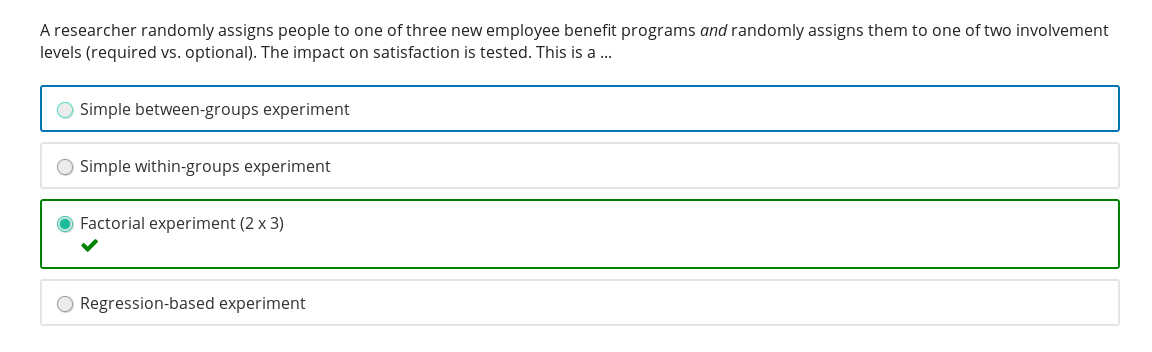 A researcher randomly assigns people to one of three new employee benefit programs and randomly assigns them to one of two involvement
levels (required vs. optional). The impact on satisfaction is tested. This is a ...
Simple between-groups experiment
Simple within-groups experiment
Factorial experiment (2 x 3)
Regression-based experiment